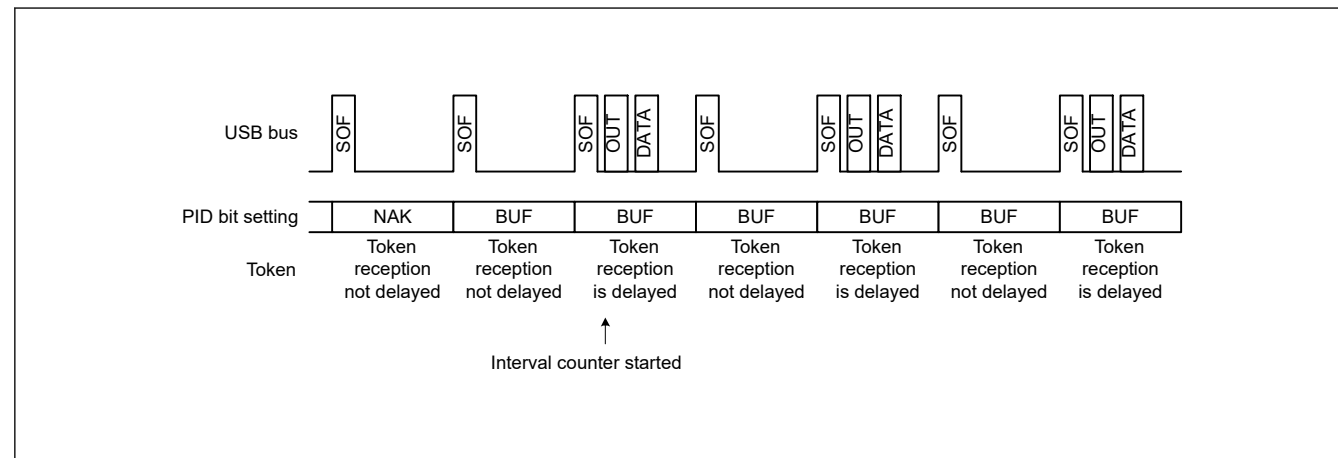 USB bus
SOF
SOF
SOF
OUT
DATA
SOF
SOF
OUT
DATA
SOF
SOF
OUT
DATA
PID bit setting
NAK
BUF
BUF
BUF
BUF
BUF
BUF
Token
Token
reception
not delayed
Token
reception
not delayed
Token
reception
is delayed
Token
reception
not delayed
Token
reception
is delayed
Token
reception
not delayed
Token
reception
is delayed
Interval counter started